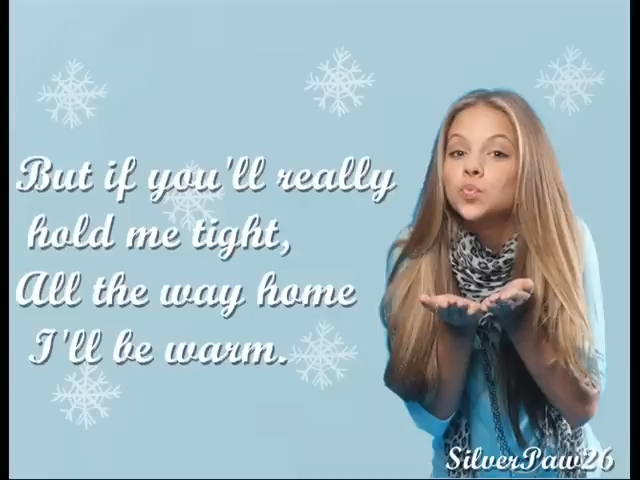 But if you'll really
hold me tight,
All the way home
I'll be warm.
SilverPaw26